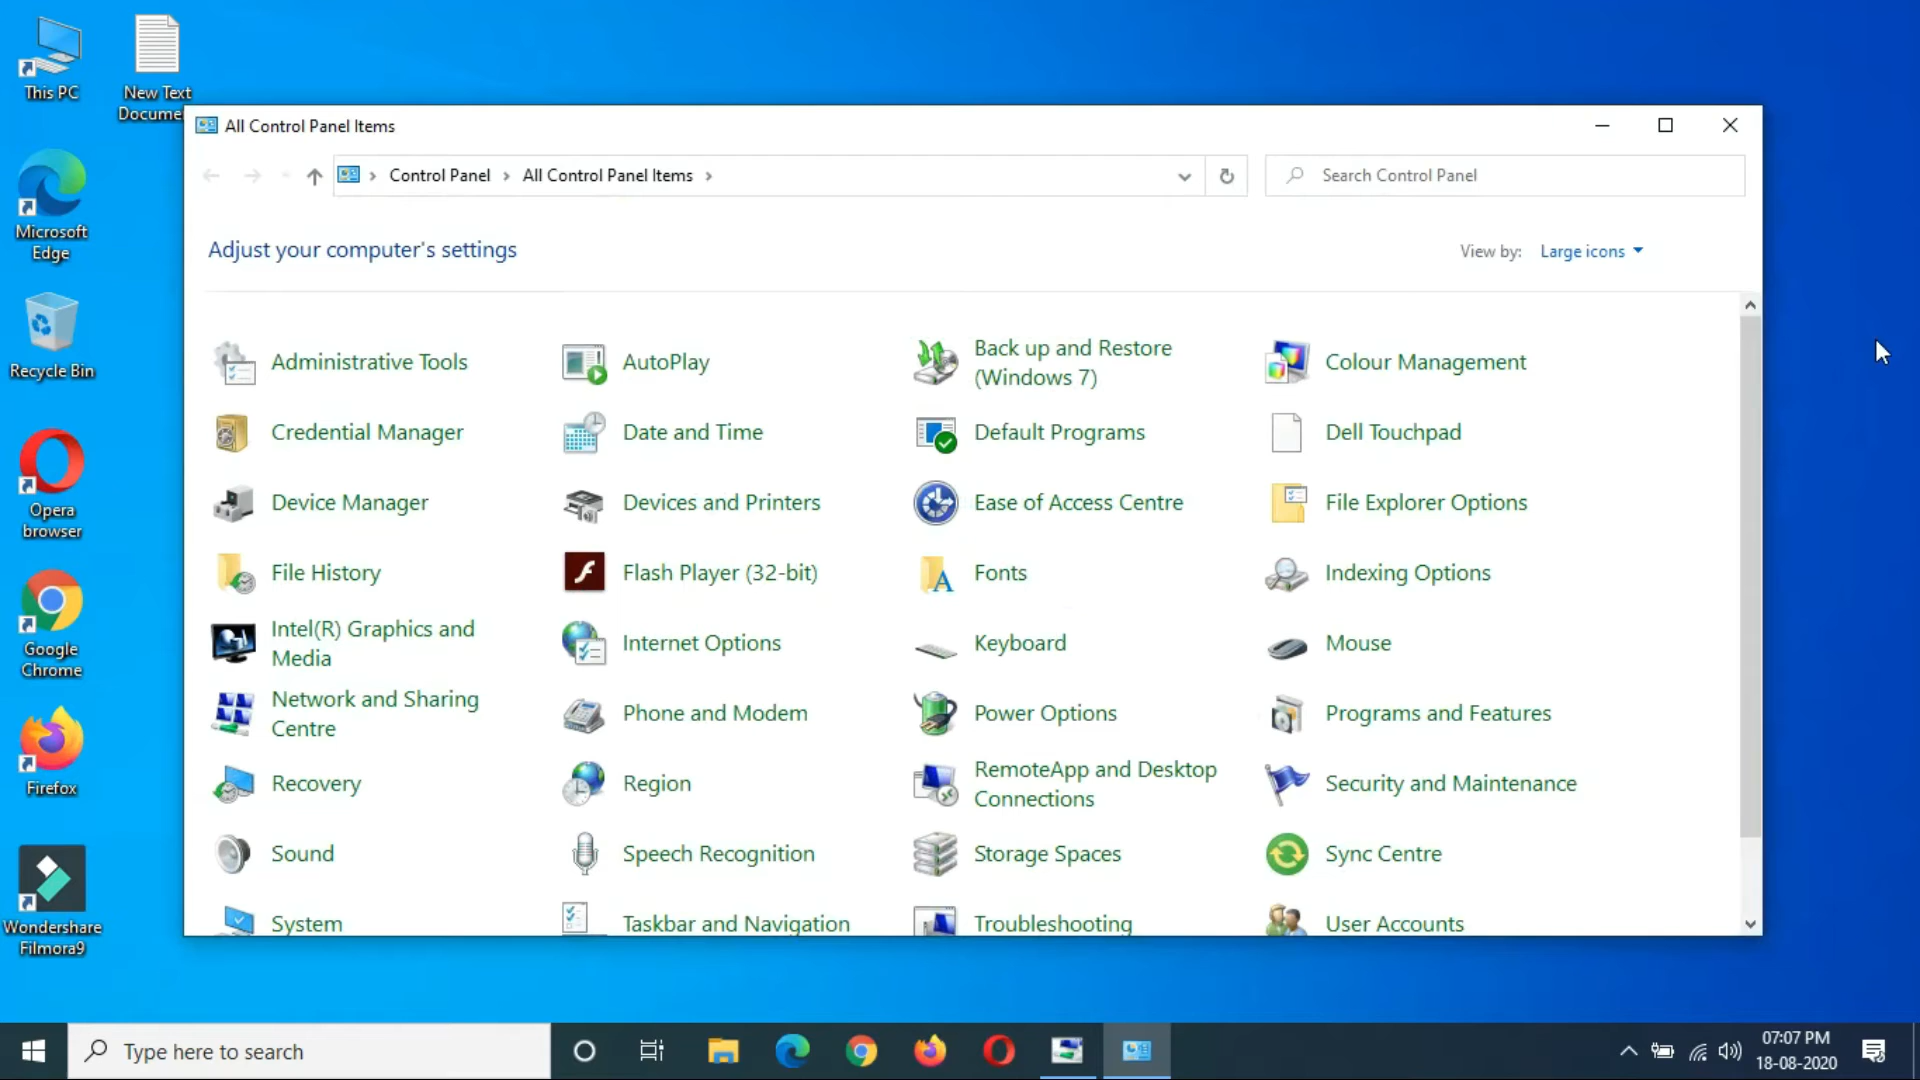 This PC
New Text
Docume
Microsoft
Edge
Recycle Bin
Opera
browser
Google
Chrome
Firefox
Wondershare
Filmora9
All Control Panel Items
Control Panel
All Control Panel Items
Search Control Panel
Adjust your computer's settings
View by: Large icons
Administrative Tools
AutoPlay
Back up and Restore
(Windows 7)
Colour Management
Credential Manager
Date and Time
Default Programs
Dell Touchpad
Device Manager
Devices and Printers
Ease of Access Centre
File Explorer Options
File History
Flash Player (32-bit)
Fonts
Indexing Options
Intel(R) Graphics and
Media
Internet Options
Keyboard
Mouse
Network and Sharing
Centre
Phone and Modem
Power Options
Programs and Features
Recovery
Region
RemoteApp and Desktop
Connections
Security and Maintenance
Sound
Speech Recognition
Storage Spaces
Sync Centre
System
Taskbar and Navigation
Troubleshooting
User Accounts
Type here to search
07:07 PM
18-08-2020